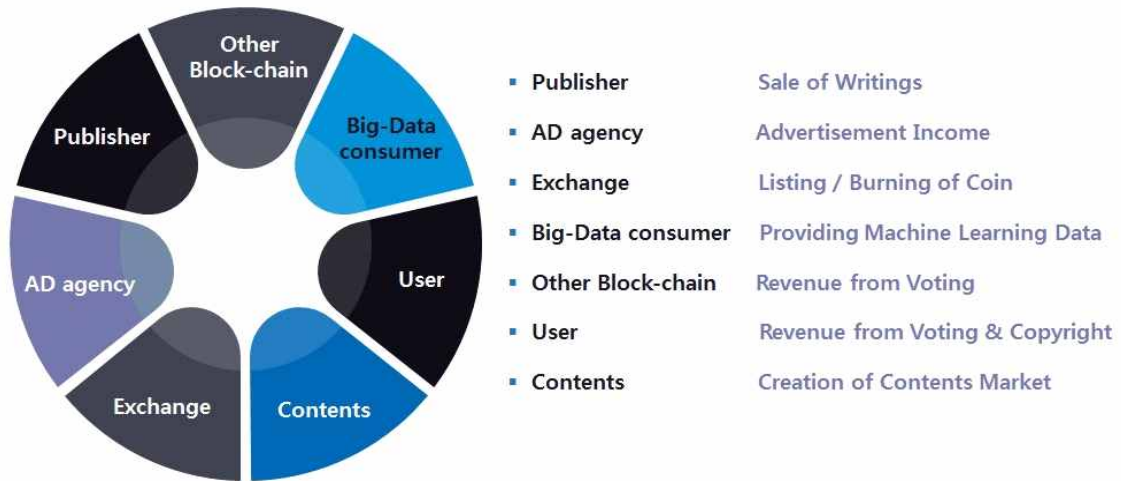 Other
Block-chain
Big-Data
consumer
User
Contents
Exchange
AD agency
Publisher
▪ Publisher Sale of Writings
▪ AD agency Advertisement Income
▪ Exchange Listing / Burning of Coin
▪ Big-Data consumer Providing Machine Learning Data
▪ Other Block-chain Revenue from Voting
▪ User Revenue from Voting & Copyright
▪ Contents Creation of Contents Market